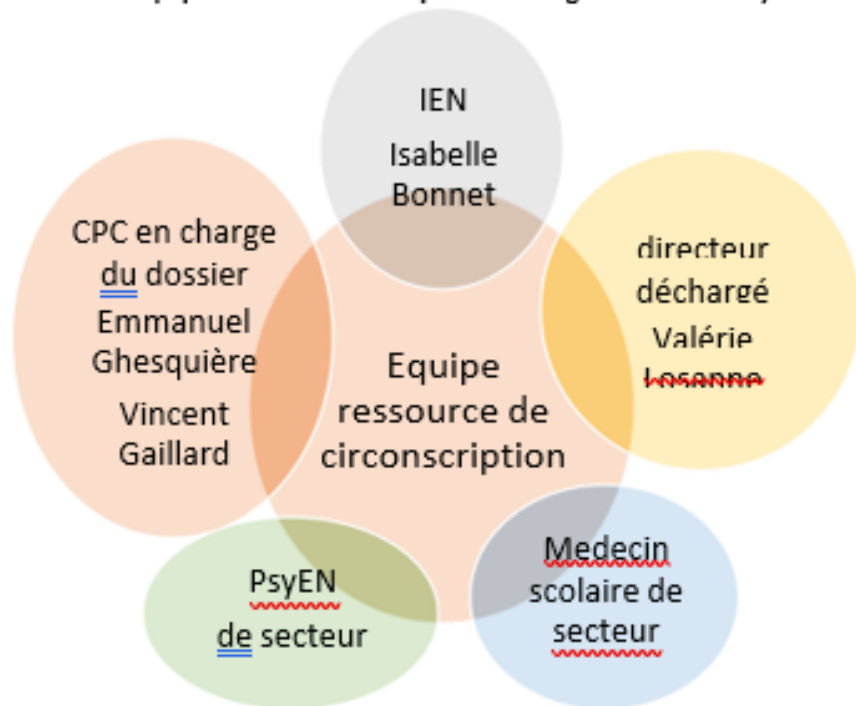 IEN
Isabelle
Bonnet
CPC en charge
du dossier
Emmanuel
Ghesquière
Vincent
Gaillard
directeur
déchargé
Valérie
Equipe
ressource de
circonscription
PsyEN
de secteur
Medecin
scolaire de
secteur